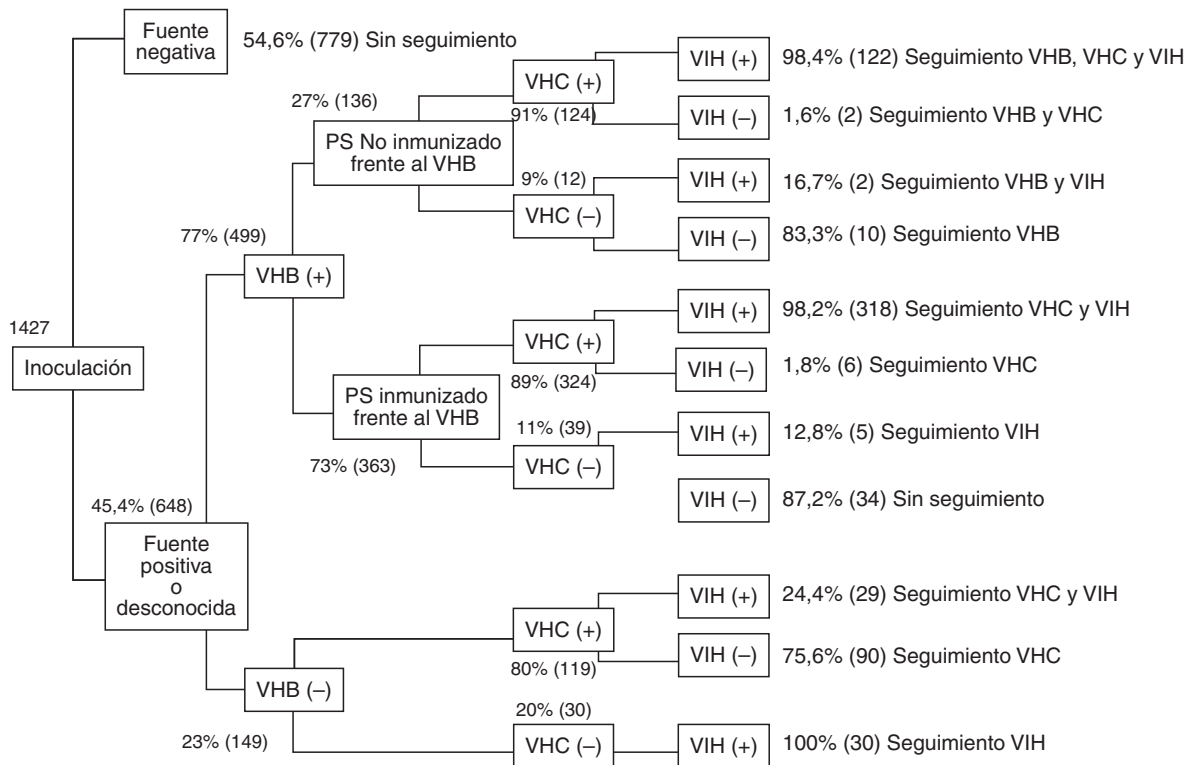 Fuente
negativa
54,6% (779) Sin seguimiento
27% (136)
VHC (+)
91% (124)
VIH (+)
98,4% (122) Seguimiento VHB, VHC y VIH
VIH (–)
1,6% (2) Seguimiento VHB y VHC
PS No inmunizado
frente al VHB
9% (12)
VHC (–)
VIH (+)
16,7% (2) Seguimiento VHB y VIH
VIH (–)
83,3% (10) Seguimiento VHB
77% (499)
VHB (+)
1427
Inoculación
VHC (+)
89% (324)
VIH (+)
98,2% (318) Seguimiento VHC y VIH
VIH (–)
1,8% (6) Seguimiento VHC
PS inmunizado
frente al VHB
73% (363)
11% (39)
VHC (–)
VIH (+)
12,8% (5) Seguimiento VIH
VIH (–)
87,2% (34) Sin seguimiento
45,4% (648)
Fuente
positiva
o
desconocida
VHC (+)
80% (119)
VIH (+)
24,4% (29) Seguimiento VHC y VIH
VIH (–)
75,6% (90) Seguimiento VHC
VHB (–)
23% (149)
20% (30)
VHC (–)
VIH (+)
100% (30) Seguimiento VIH